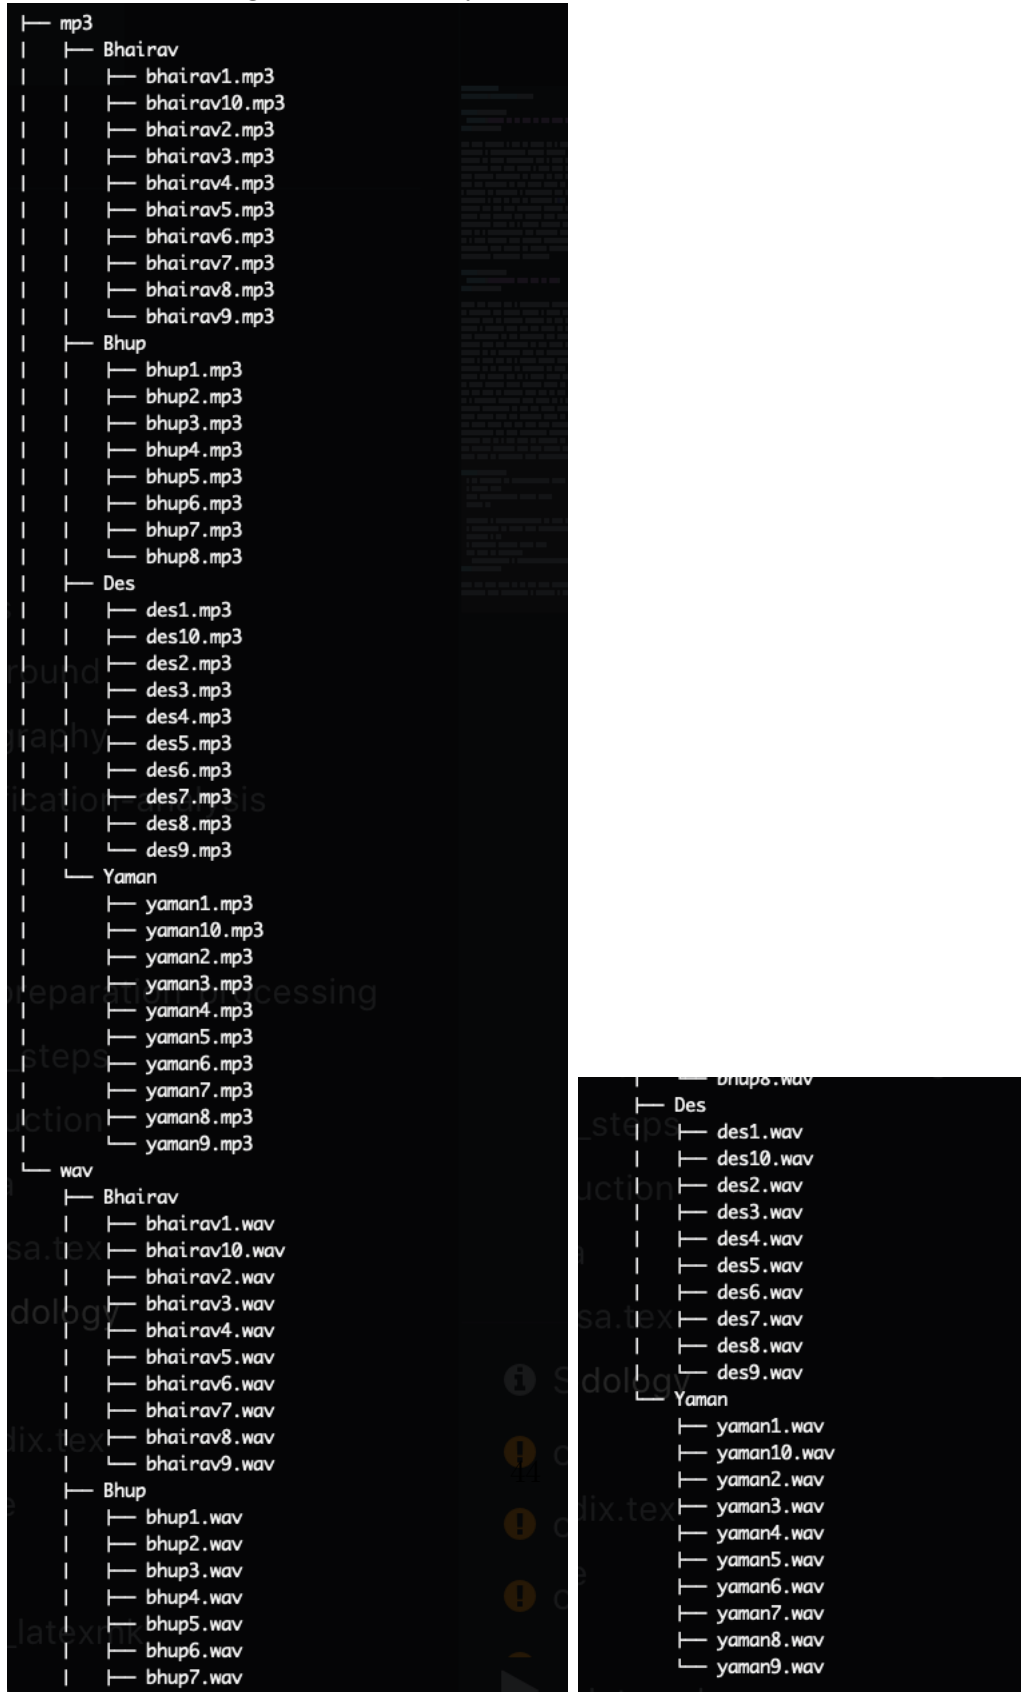 ├── mp3
│   ├── Bhairav
│   │   ├── bhairav1.mp3
│   │   ├── bhairav10.mp3
│   │   ├── bhairav2.mp3
│   │   ├── bhairav3.mp3
│   │   ├── bhairav4.mp3
│   │   ├── bhairav5.mp3
│   │   ├── bhairav6.mp3
│   │   ├── bhairav7.mp3
│   │   ├── bhairav8.mp3
│   │   └── bhairav9.mp3
│   ├── Bhup
│   │   ├── bhup1.mp3
│   │   ├── bhup2.mp3
│   │   ├── bhup3.mp3
│   │   ├── bhup4.mp3
│   │   ├── bhup5.mp3
│   │   ├── bhup6.mp3
│   │   ├── bhup7.mp3
│   │   └── bhup8.mp3
│   ├── Des
│   │   ├── des1.mp3
│   │   ├── des10.mp3
│   │   ├── des2.mp3
│   │   ├── des3.mp3
│   │   ├── des4.mp3
│   │   ├── des5.mp3
│   │   ├── des6.mp3
│   │   ├── des7.mp3
│   │   ├── des8.mp3
│   │   └── des9.mp3
│   └── Yaman
│       ├── yaman1.mp3
│       ├── yaman10.mp3
│       ├── yaman2.mp3
│       ├── yaman3.mp3
│       ├── yaman4.mp3
│       ├── yaman5.mp3
│       ├── yaman6.mp3
│       ├── yaman7.mp3
│       ├── yaman8.mp3
│       └── yaman9.mp3
└── wav
    ├── Bhairav
    │   ├── bhairav1.wav
    │   ├── bhairav10.wav
    │   ├── bhairav2.wav
    │   ├── bhairav3.wav
    │   ├── bhairav4.wav
    │   ├── bhairav5.wav
    │   ├── bhairav6.wav
    │   ├── bhairav7.wav
    │   ├── bhairav8.wav
    │   └── bhairav9.wav
    ├── Bhup
    │   ├── bhup1.wav
    │   ├── bhup2.wav
    │   ├── bhup3.wav
    │   ├── bhup4.wav
    │   ├── bhup5.wav
    │   ├── bhup6.wav
    │   ├── bhup7.wav
    │   └── bhup8.wav
    ├── Des
    │   ├── des1.wav
    │   ├── des10.wav
    │   ├── des2.wav
    │   ├── des3.wav
    │   ├── des4.wav
    │   ├── des5.wav
    │   ├── des6.wav
    │   ├── des7.wav
    │   ├── des8.wav
    │   └── des9.wav
    └── Yaman
        ├── yaman1.wav
        ├── yaman10.wav
        ├── yaman2.wav
        ├── yaman3.wav
        ├── yaman4.wav
        ├── yaman5.wav
        ├── yaman6.wav
        ├── yaman7.wav
        ├── yaman8.wav
        └── yaman9.wav
44